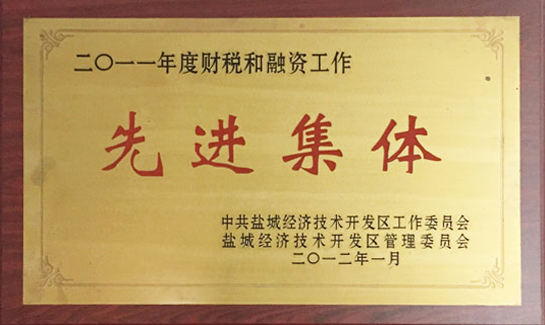 二〇一一年度财税和融资工作
先进集体
中共盐城经济技术开发区工作委员会
盐城经济技术开发区管理委员会
二〇一二年一月